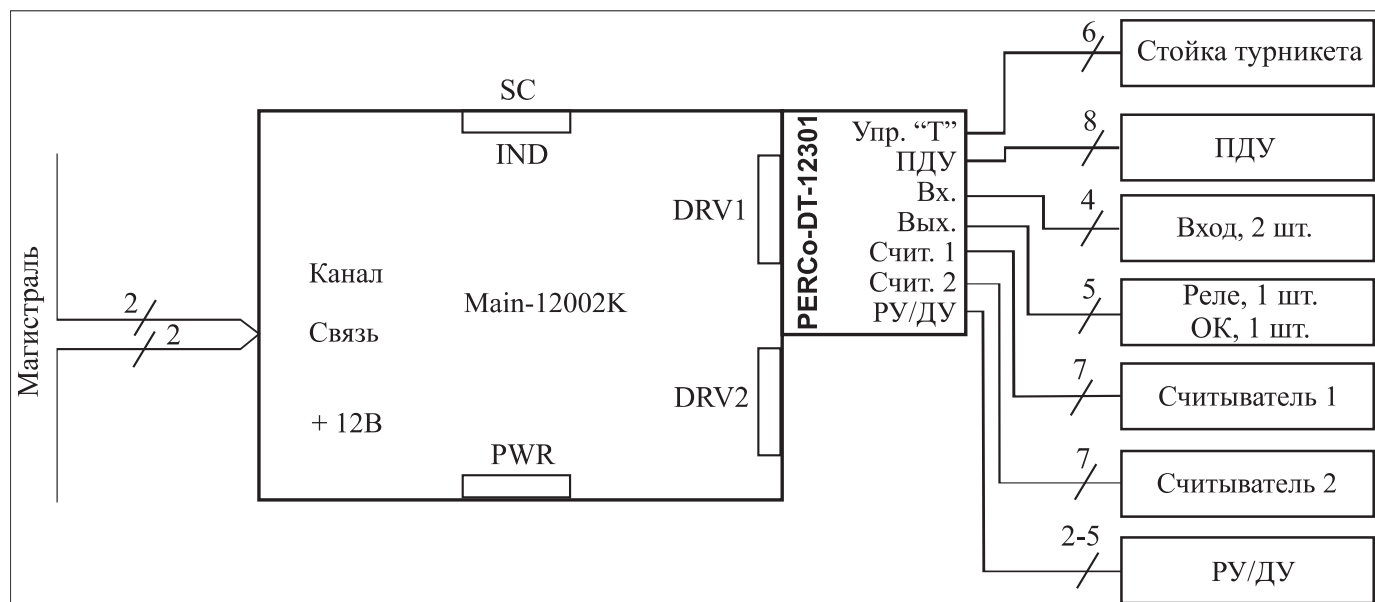 Магистраль
2
2
SC
IND
Канал
Связь
+ 12В
Main-12002K
DRV1
DRV2
PWR
PERCo-DT-12301
Упр. “Т”
ПДУ
Вх.
Вых.
Счит. 1
Счит. 2
РУ/ДУ
6
Стойка турникета
8
ПДУ
4
Вход, 2 шт.
5
Реле, 1 шт.
ОК, 1 шт.
7
Считыватель 1
7
Считыватель 2
2-5
РУ/ДУ